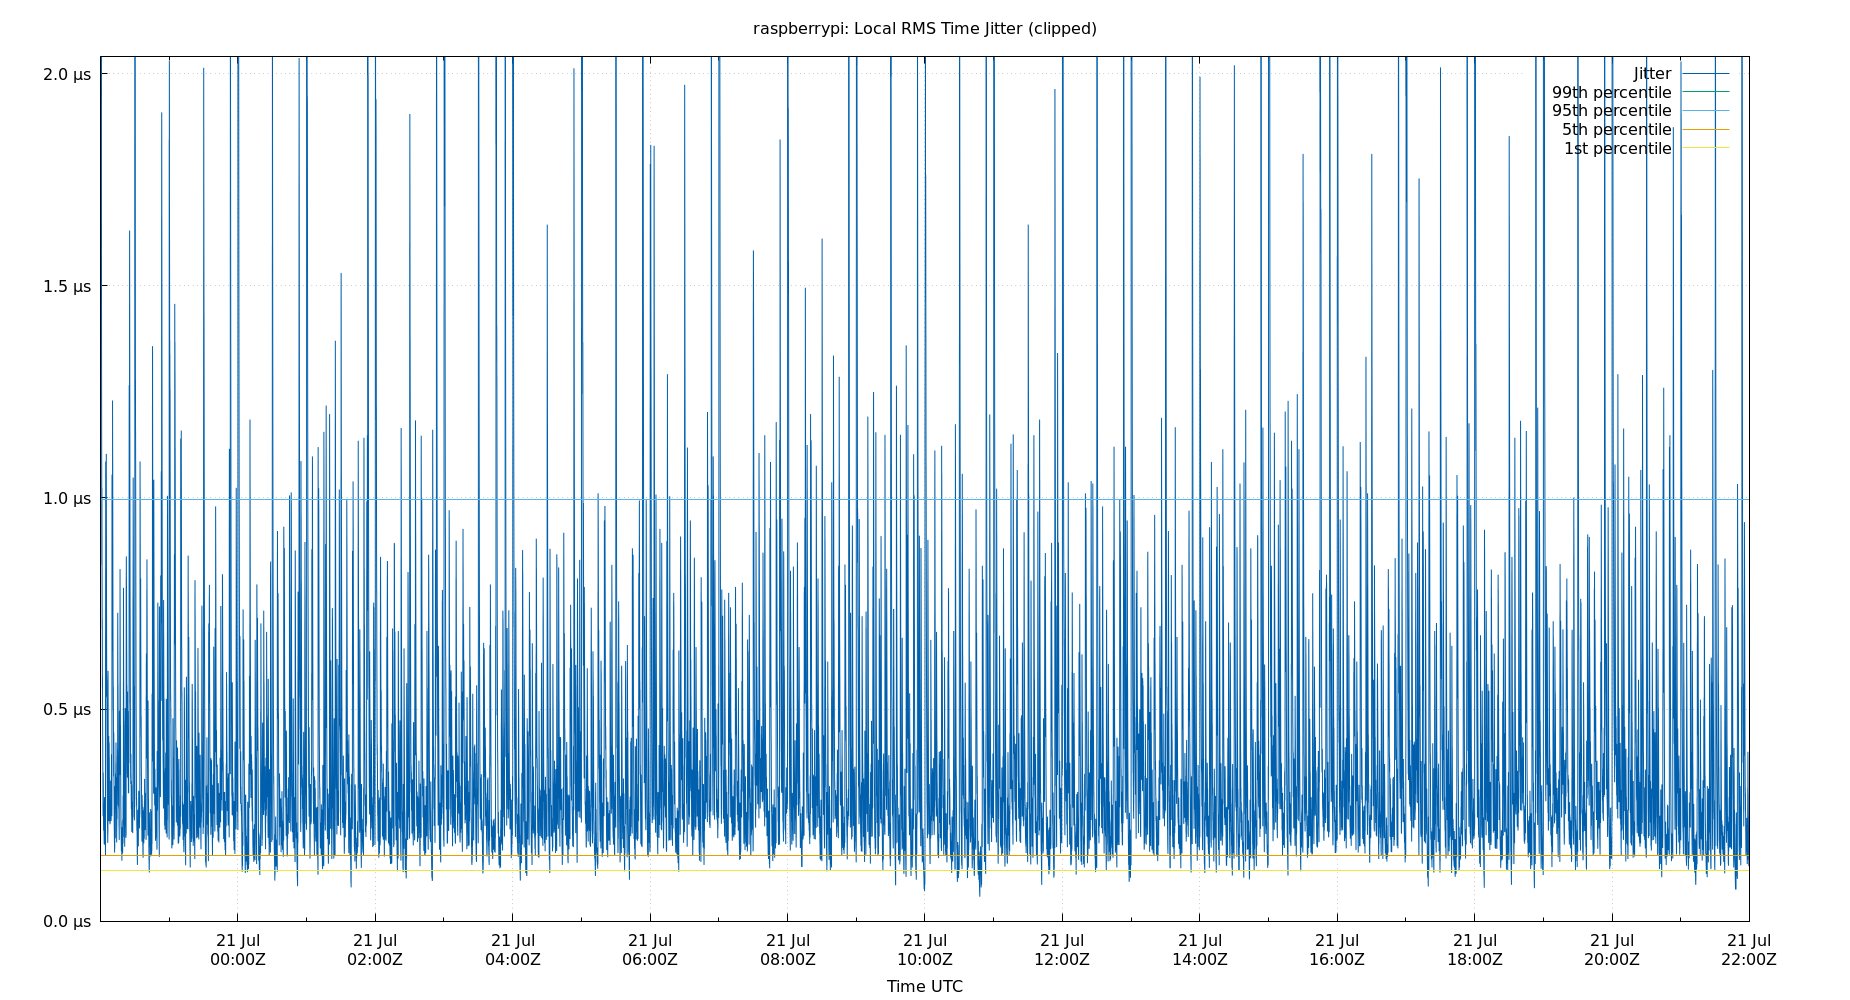 raspberrypi: Local RMS Time Jitter (clipped)
2.0 µs
1.5 µs
1.0 µs
0.5 µs
0.0 µs
Jitter
99th percentile
95th percentile
5th percentile
1st percentile
21 Jul 21 Jul 21 Jul 21 Jul 21 Jul 21 Jul 21 Jul 21 Jul 21 Jul 21 Jul 21 Jul 21 Jul
00:00Z 02:00Z 04:00Z 06:00Z 08:00Z 10:00Z 12:00Z 14:00Z 16:00Z 18:00Z 20:00Z 22:00Z
Time UTC